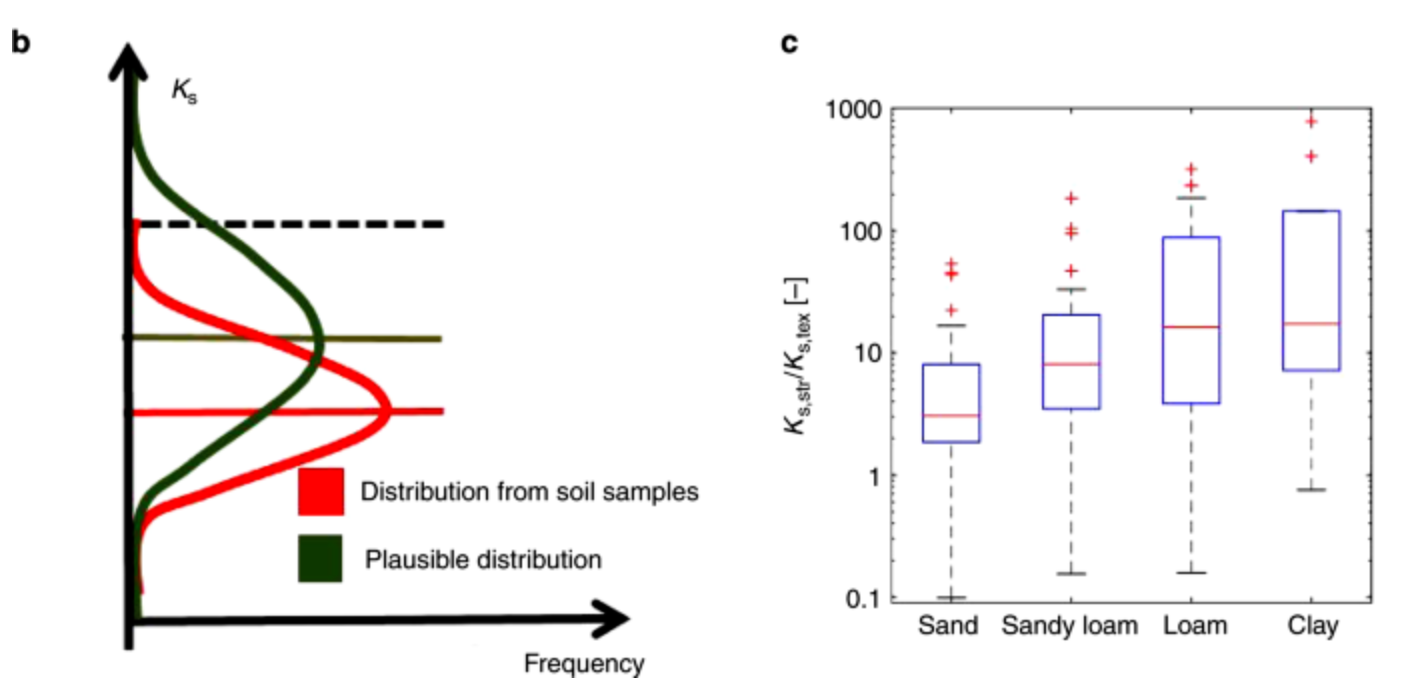 b
Ks
Distribution from soil samples
Plausible distribution
Frequency
c
1000
100
10
1
0.1
Ks,str/Ks,tex [–]
Sand Sandy loam Loam Clay